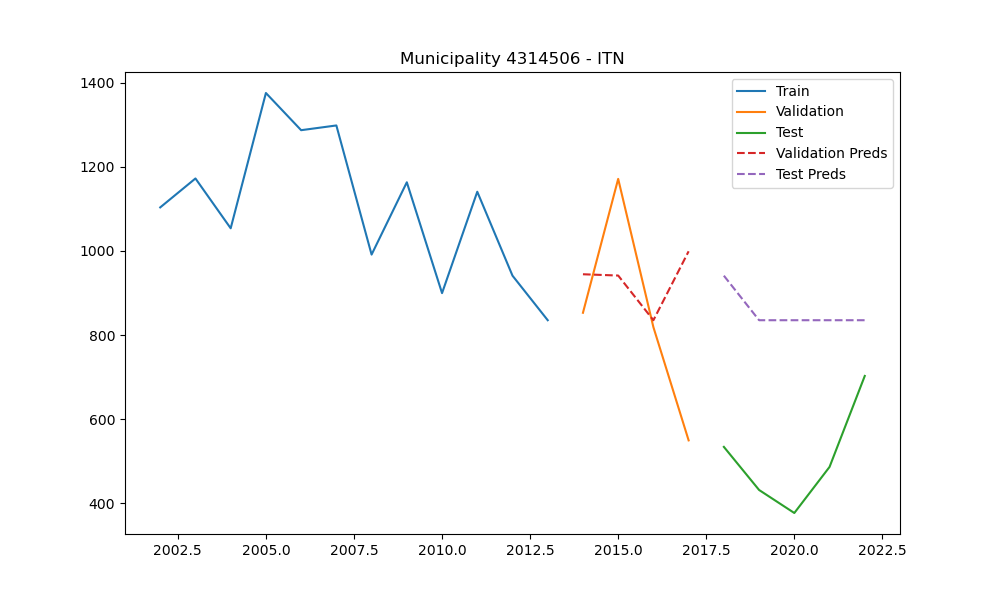 Municipality 4314506 - ITN
1400
1200
1000
800
600
400
2002.5 2005.0 2007.5 2010.0 2012.5 2015.0 2017.5 2020.0 2022.5
Train
Validation
Test
Validation Preds
Test Preds